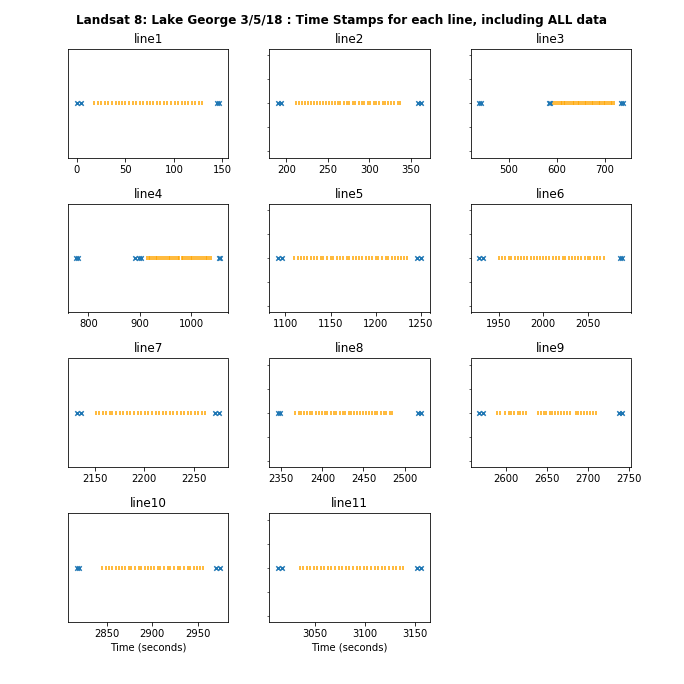 Landsat 8: Lake George 3/5/18 : Time Stamps for each line, including ALL data
line1
line2
line3
0 50 100 150
200 250 300 350
500 600 700
line4
line5
line6
800 900 1000
1100 1150 1200 1250
1950 2000 2050
line7
line8
line9
2150 2200 2250
2350 2400 2450 2500
2600 2650 2700 2750
line10
line11
2850 2900 2950
3050 3100 3150
Time (seconds)
Time (seconds)